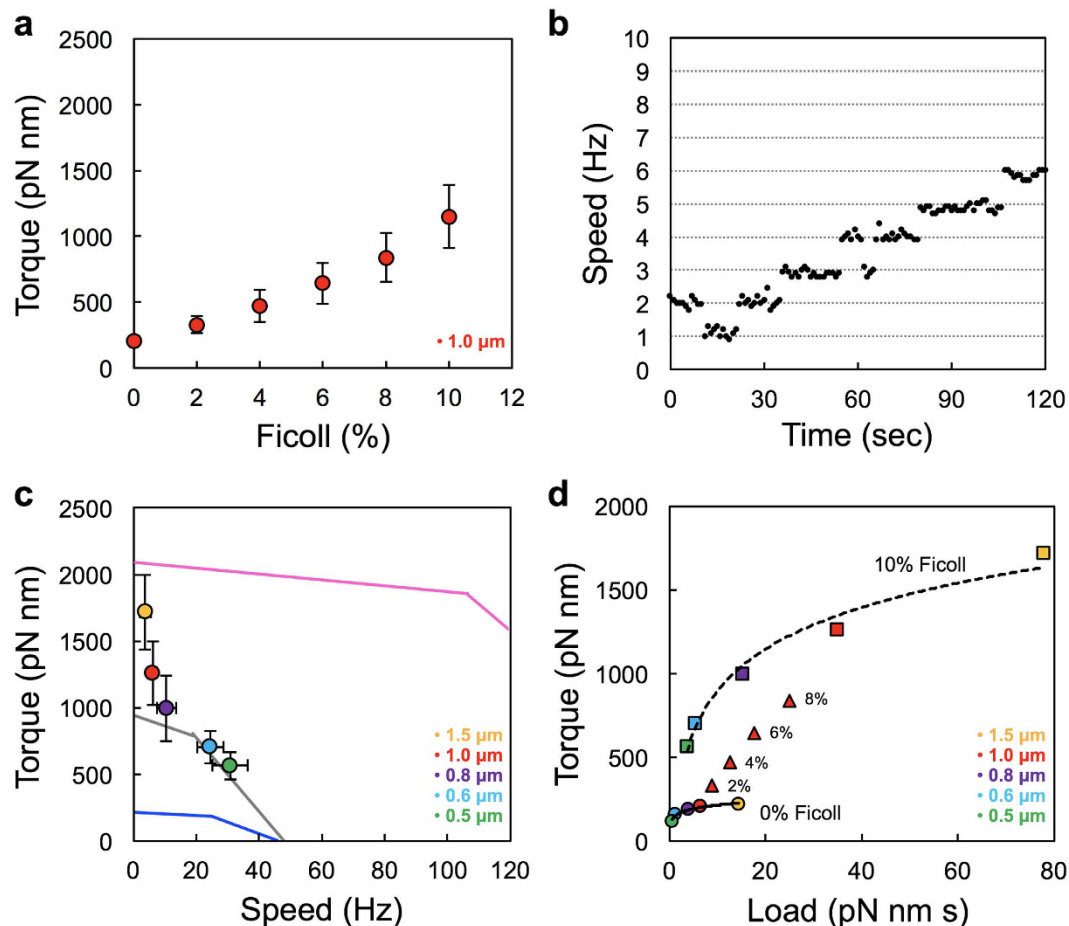 a
2500
2000
1500
1000
500
0
Torque (pN nm)
0 2 4 6 8 10 12
Ficoll (%)
• 1.0 µm
b
10
9
8
7
6
5
4
3
2
1
0
Speed (Hz)
0 30 60 90 120
Time (sec)
c
2500
2000
1500
1000
500
0
Torque (pN nm)
• 1.5 µm
• 1.0 µm
• 0.8 µm
• 0.6 µm
• 0.5 µm
0 20 40 60 80 100 120
Speed (Hz)
d
2000
1500
1000
500
0
Torque (pN nm)
10% Ficoll
8%
6%
4%
2%
0% Ficoll
• 1.5 µm
• 1.0 µm
• 0.8 µm
• 0.6 µm
• 0.5 µm
0 20 40 60 80
Load (pN nm s)